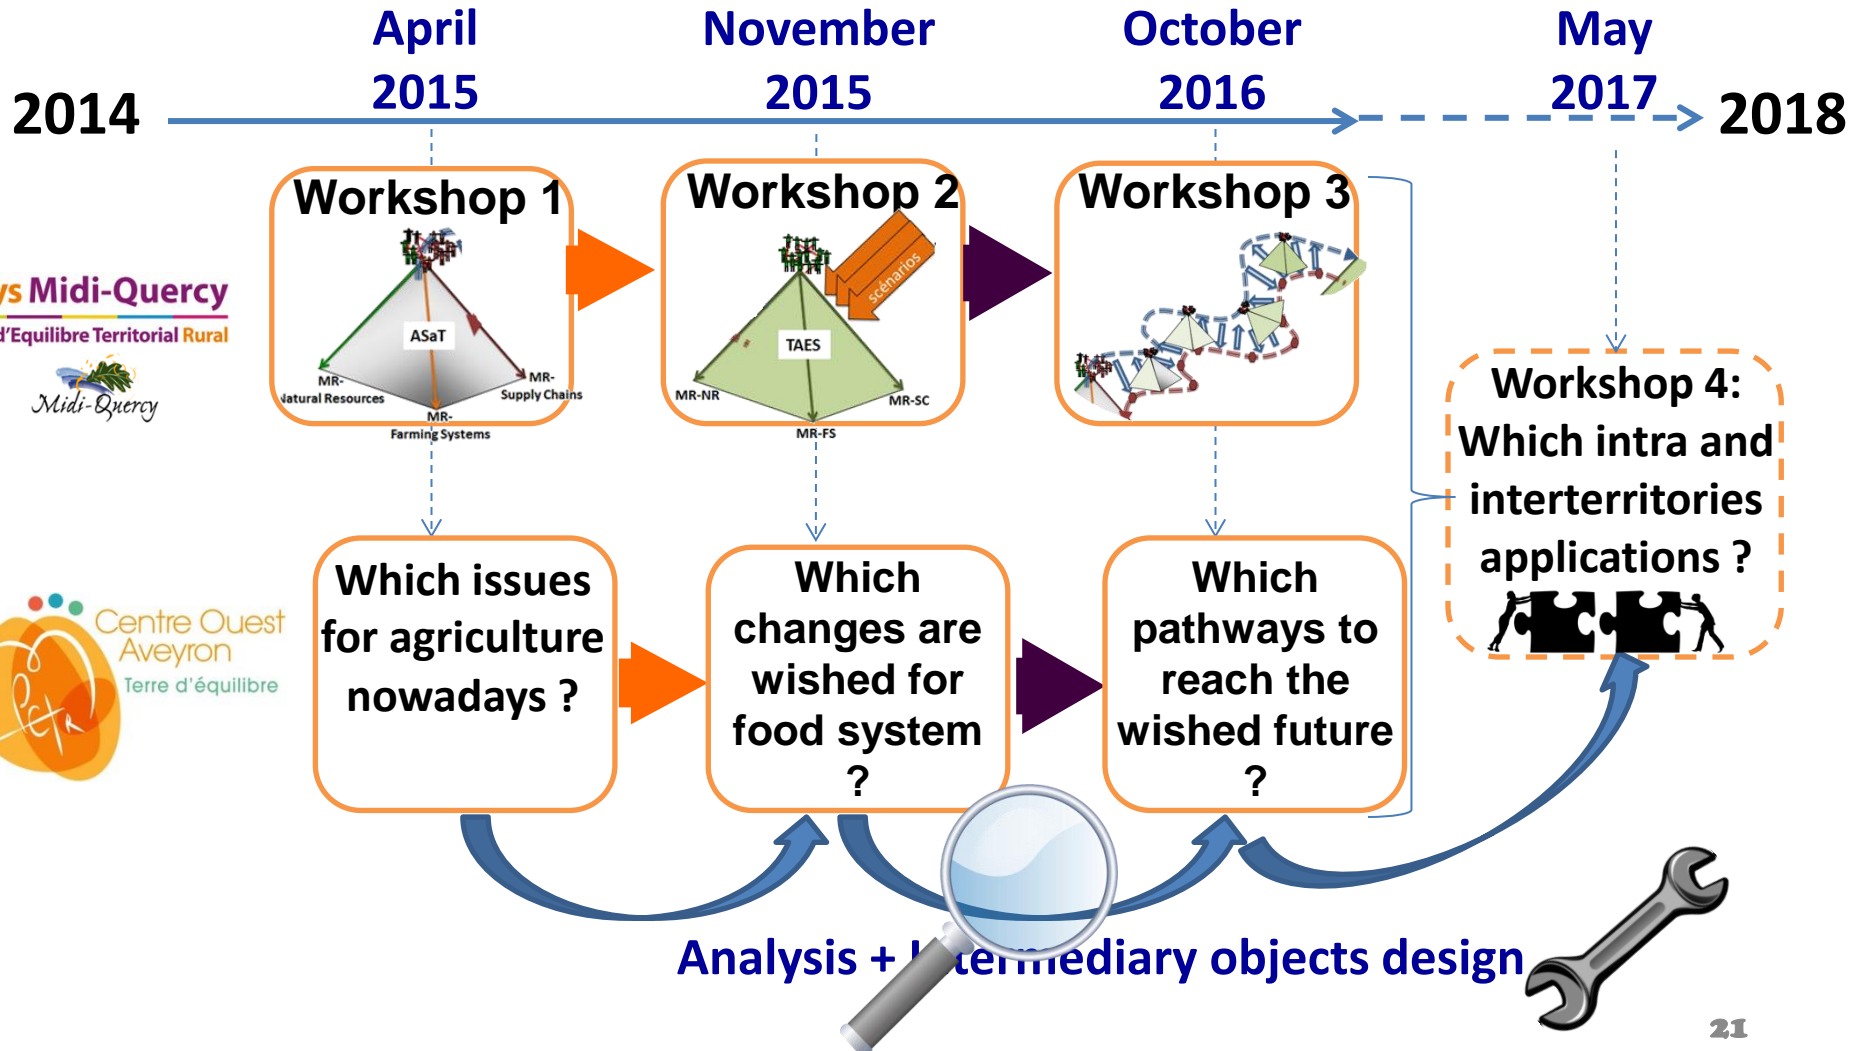 April
2015
November
2015
October
2016
May
2017
2014
2018
Workshop 1
ASaT
MR-
Natural Resources
MR-
Farming Systems
MR-
Supply Chains
Workshop 2
scénarios
TAES
MR-NR
MR-FS
MR-SC
Workshop 3
ys Midi-Quercy
d'Equilibre Territorial Rural
Midi-Quercy
Workshop 4:
Which intra and
interterritories
applications ?
Centre Ouest
Aveyron
Terre d'équilibre
Which issues
for agriculture
nowadays ?
Which
changes are
wished for
food system
?
Which
pathways to
reach the
wished future
?
Analysis + Intermediary objects design
21